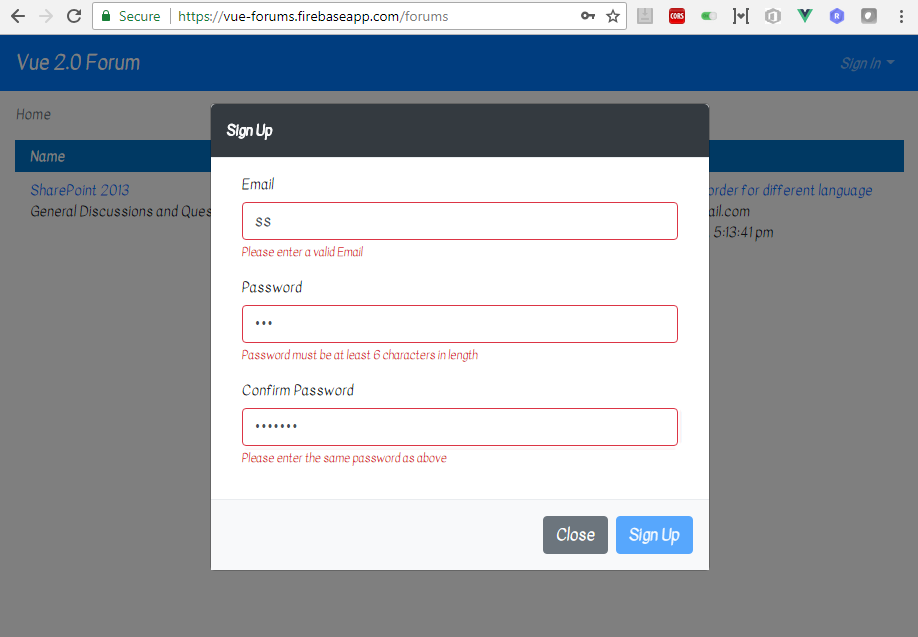 Secure https://vue-forums.firebaseapp.com/forums
CORS
R
Vue 2.0 Forum
Sign In
Home
Sign Up
Name
Email
SharePoint 2013
order for different language
General Discussions and Ques
ail.com
ss
5:13:41 pm
Please enter a valid Email
Password
•••
Password must be at least 6 characters in length
Confirm Password
•••••••
Please enter the same password as above
Close
Sign Up